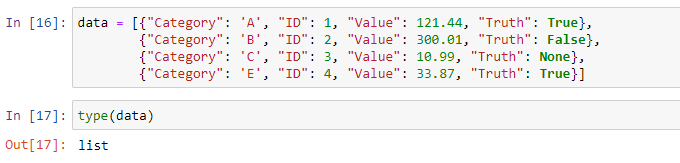 In [16]: data = [{"Category": 'A', "ID": 1, "Value": 121.44, "Truth": True},
{"Category": 'B', "ID": 2, "Value": 300.01, "Truth": False},
{"Category": 'C', "ID": 3, "Value": 10.99, "Truth": None},
{"Category": 'E', "ID": 4, "Value": 33.87, "Truth": True}]
In [17]: type(data)
Out[17]: list